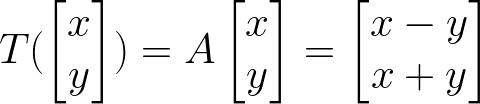 T([x y]) = A [x y] = [x − y x + y]